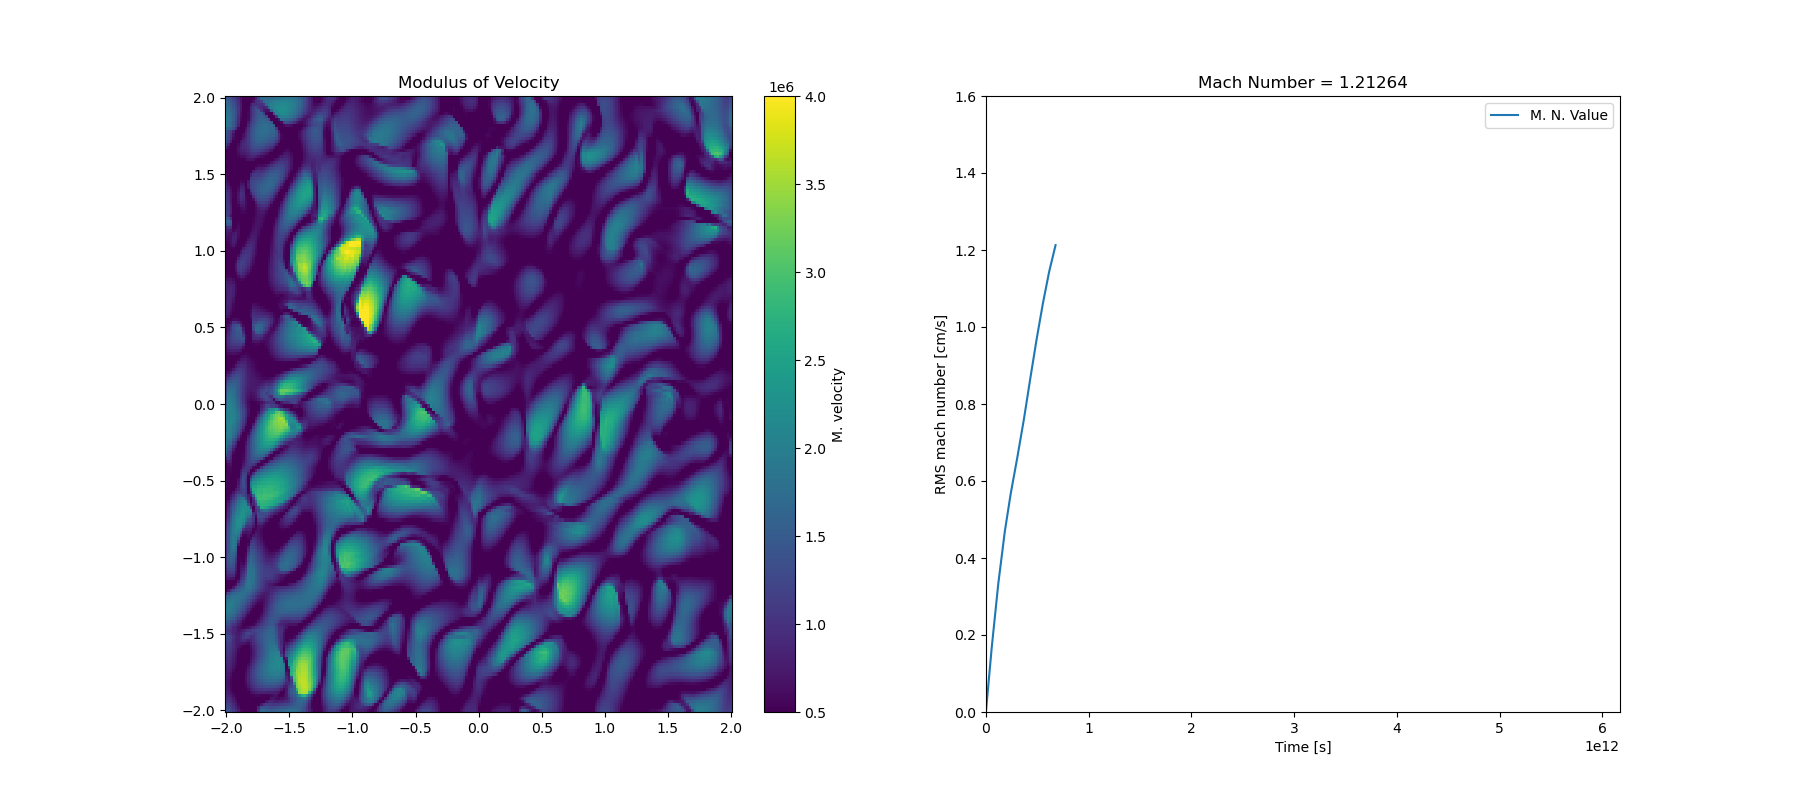 Modulus of Velocity
2.0
1.5
1.0
0.5
0.0
−0.5
−1.0
−1.5
−2.0
−2.0 −1.5 −1.0 −0.5 0.0 0.5 1.0 1.5 2.0
1e6
4.0
3.5
3.0
2.5
2.0
1.5
1.0
0.5
M. velocity
Mach Number = 1.21264
M. N. Value
1.6
1.4
1.2
1.0
0.8
0.6
0.4
0.2
0.0
RMS mach number [cm/s]
0 1 2 3 4 5 6
1e12
Time [s]